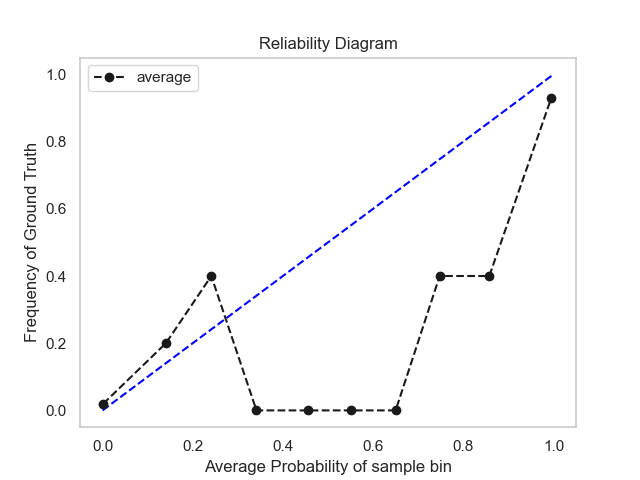 Reliability Diagram
average
1.0
0.8
0.6
0.4
0.2
0.0
Frequency of Ground Truth
0.0 0.2 0.4 0.6 0.8 1.0
Average Probability of sample bin